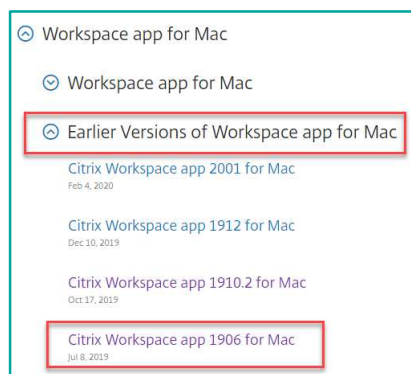 Workspace app for Mac
Workspace app for Mac
Earlier Versions of Workspace app for Mac
Citrix Workspace app 2001 for Mac
Feb 4, 2020
Citrix Workspace app 1912 for Mac
Dec 10, 2019
Citrix Workspace app 1910.2 for Mac
Oct 17, 2019
Citrix Workspace app 1906 for Mac
Jul 8, 2019